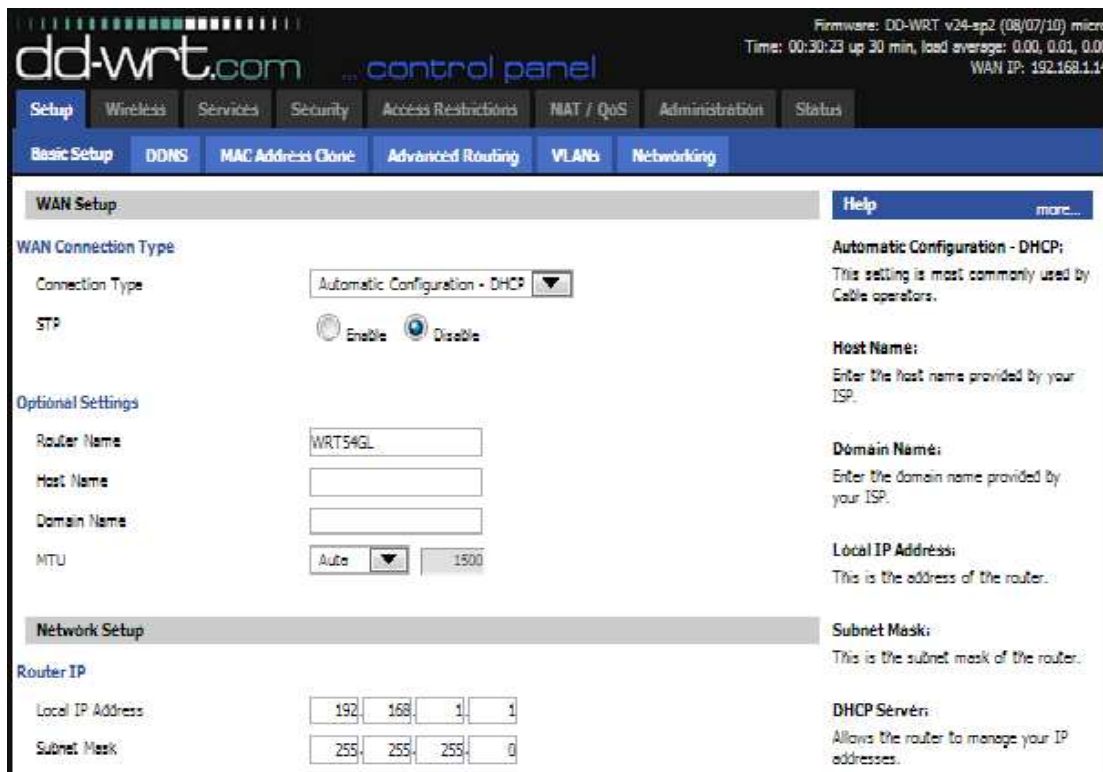 dd-wrt.com ... control panel
Firmware: DD-WRT v24-sp2 (08/07/10)
Time: 00:30:23 up 30 min, load average: 0.00, 0.01,
WAN IP:
Setup Wireless Services Security Access Restrictions NAT / QoS Administration Status
Basic Setup DDNS MAC Address Clone Advanced Routing VLANs Networking
WAN Setup
WAN Connection Type
Connection Type Automatic Configuration - DHCP
STP Enable Disable
Optional Settings
Router Name WRT54GL
Host Name
Domain Name
MTU Auto 1500
Network Setup
Router IP
Local IP Address 192. 168. 1. 1
Subnet Mask 255. 255. 255. 0
Help more...
Automatic Configuration - DHCP:
This setting is most commonly used by
Cable operators.
Host Name:
Enter the host name provided by your
ISP.
Domain Name:
Enter the domain name provided by
your ISP.
Local IP Address:
This is the address of the router.
Subnet Mask:
This is the subnet mask of the router.
DHCP Server:
Allows the router to manage your IP
addresses.